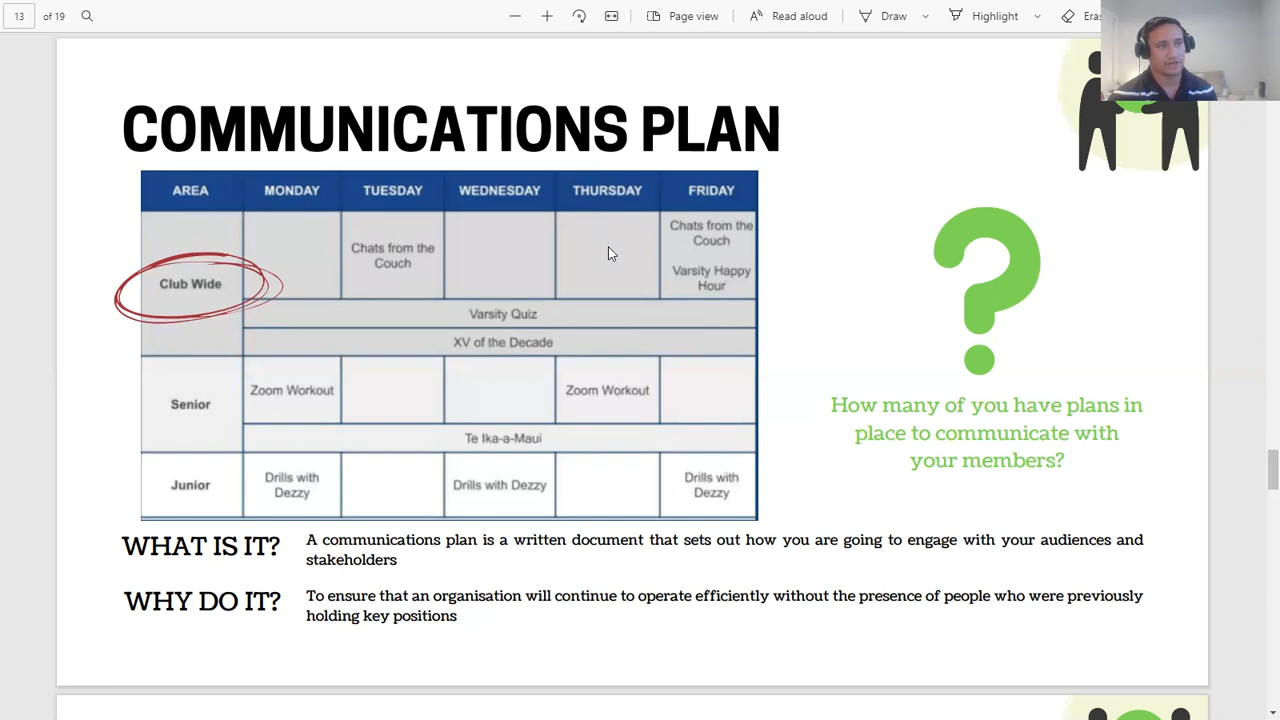 13 of 19 Page view Read aloud Draw Highlight
COMMUNICATIONS PLAN
AREA MONDAY TUESDAY WEDNESDAY THURSDAY FRIDAY
Club Wide
Chats from the
Couch
Chats from the
Couch
Varsity Happy
Hour
Varsity Quiz
XV of the Decade
Senior
Zoom Workout
Zoom Workout
Te Ika-a-Maui
Junior
Drills with
Dezzy
Drills with Dezzy
Drills with
Dezzy
How many of you have plans in
place to communicate with
your members?
WHAT IS IT?
A communications plan is a written document that sets out how you are going to engage with your audiences and
stakeholders
WHY DO IT?
To ensure that an organisation will continue to operate efficiently without the presence of people who were previously
holding key positions